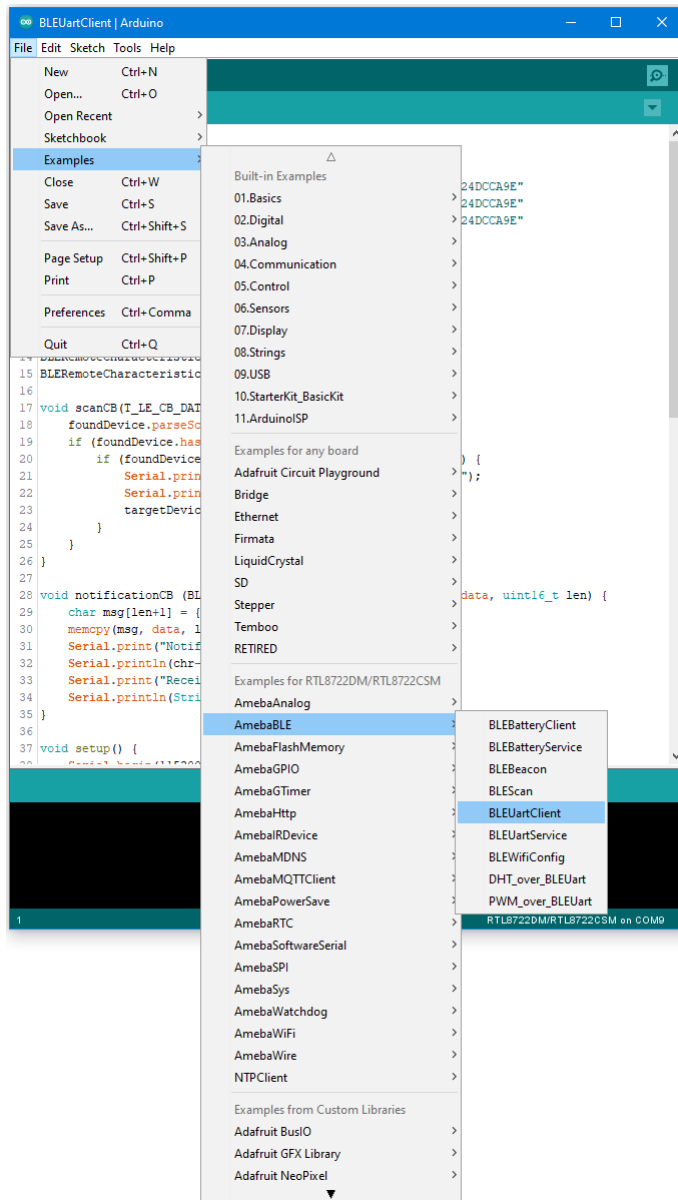 BLEUartClient | Arduino
File Edit Sketch Tools Help
New Ctrl+N
Open... Ctrl+O
Open Recent
Sketchbook
Examples
Close Ctrl+W
Save Ctrl+S
Save As... Ctrl+Shift+S
Page Setup Ctrl+Shift+P
Print Ctrl+P
Preferences Ctrl+Comma
Quit Ctrl+Q
Built-in Examples
01.Basics
02.Digital
03.Analog
04.Communication
05.Control
06.Sensors
07.Display
08.Strings
09.USB
10.StarterKit_BasicKit
11.ArduinoISP
Examples for any board
Adafruit Circuit Playground
Bridge
Ethernet
Firmata
LiquidCrystal
SD
Stepper
Temboo
RETIRED
Examples for RTL8722DM/RTL8722CSM
AmebaAnalog
AmebaBLE
AmebaFlashMemory
AmebaGPIO
AmebaGTimer
AmebaHttp
AmebaIRDevice
AmebaMDNS
AmebaMQTTClient
AmebaPowerSave
AmebaRTC
AmebaSoftwareSerial
AmebaSPI
AmebaSys
AmebaWatchdog
AmebaWiFi
AmebaWire
NTPClient
Examples from Custom Libraries
Adafruit BusIO
Adafruit GFX Library
Adafruit NeoPixel
BLEBatteryClient
BLEBatteryService
BLEBeacon
BLEScan
BLEUartClient
BLEUartService
BLEWifiConfig
DHT_over_BLEUart
PWM_over_BLEUart
24DCCA9E"
24DCCA9E"
24DCCA9E"
14 BLERemoteCharacteristic
15 BLERemoteCharacteristic
16
17 void scanCB(T_LE_CB_DAT
18 foundDevice.parseSc
19 if (foundDevice.has
20 if (foundDevice ) {
21 Serial.prin ");
22 Serial.prin
23 targetDevic
24 }
25 }
26 }
27
28 void notificationCB (BL data, uint16_t len) {
29 char msg[len+1] = {
30 memcpy(msg, data, l
31 Serial.print("Notif
32 Serial.println(chr-
33 Serial.print("Recei
34 Serial.println(Stri
35 }
36
37 void setup() {
1 RTL8722DM/RTL8722CSM on COM9